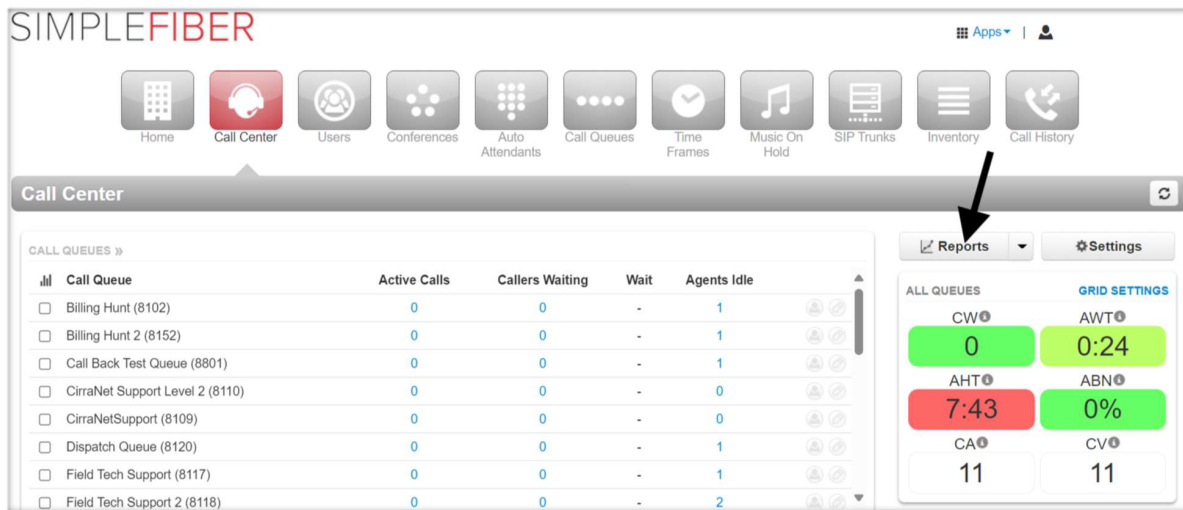 SIMPLEFIBER
Apps |
Home
Call Center
Users
Conferences
Auto
Attendants
Call Queues
Time
Frames
Music On
Hold
SIP Trunks
Inventory
Call History
Call Center
CALL QUEUES »
Call Queue Active Calls Callers Waiting Wait Agents Idle
Billing Hunt (8102) 0 0 - 1
Billing Hunt 2 (8152) 0 0 - 1
Call Back Test Queue (8801) 0 0 - 1
CirraNet Support Level 2 (8110) 0 0 - 0
CirraNetSupport (8109) 0 0 - 0
Dispatch Queue (8120) 0 0 - 1
Field Tech Support (8117) 0 0 - 1
Field Tech Support 2 (8118) 0 0 - 2
Reports
Settings
ALL QUEUES GRID SETTINGS
CW AWT
0 0:24
AHT ABN
7:43 0%
CA CV
11 11